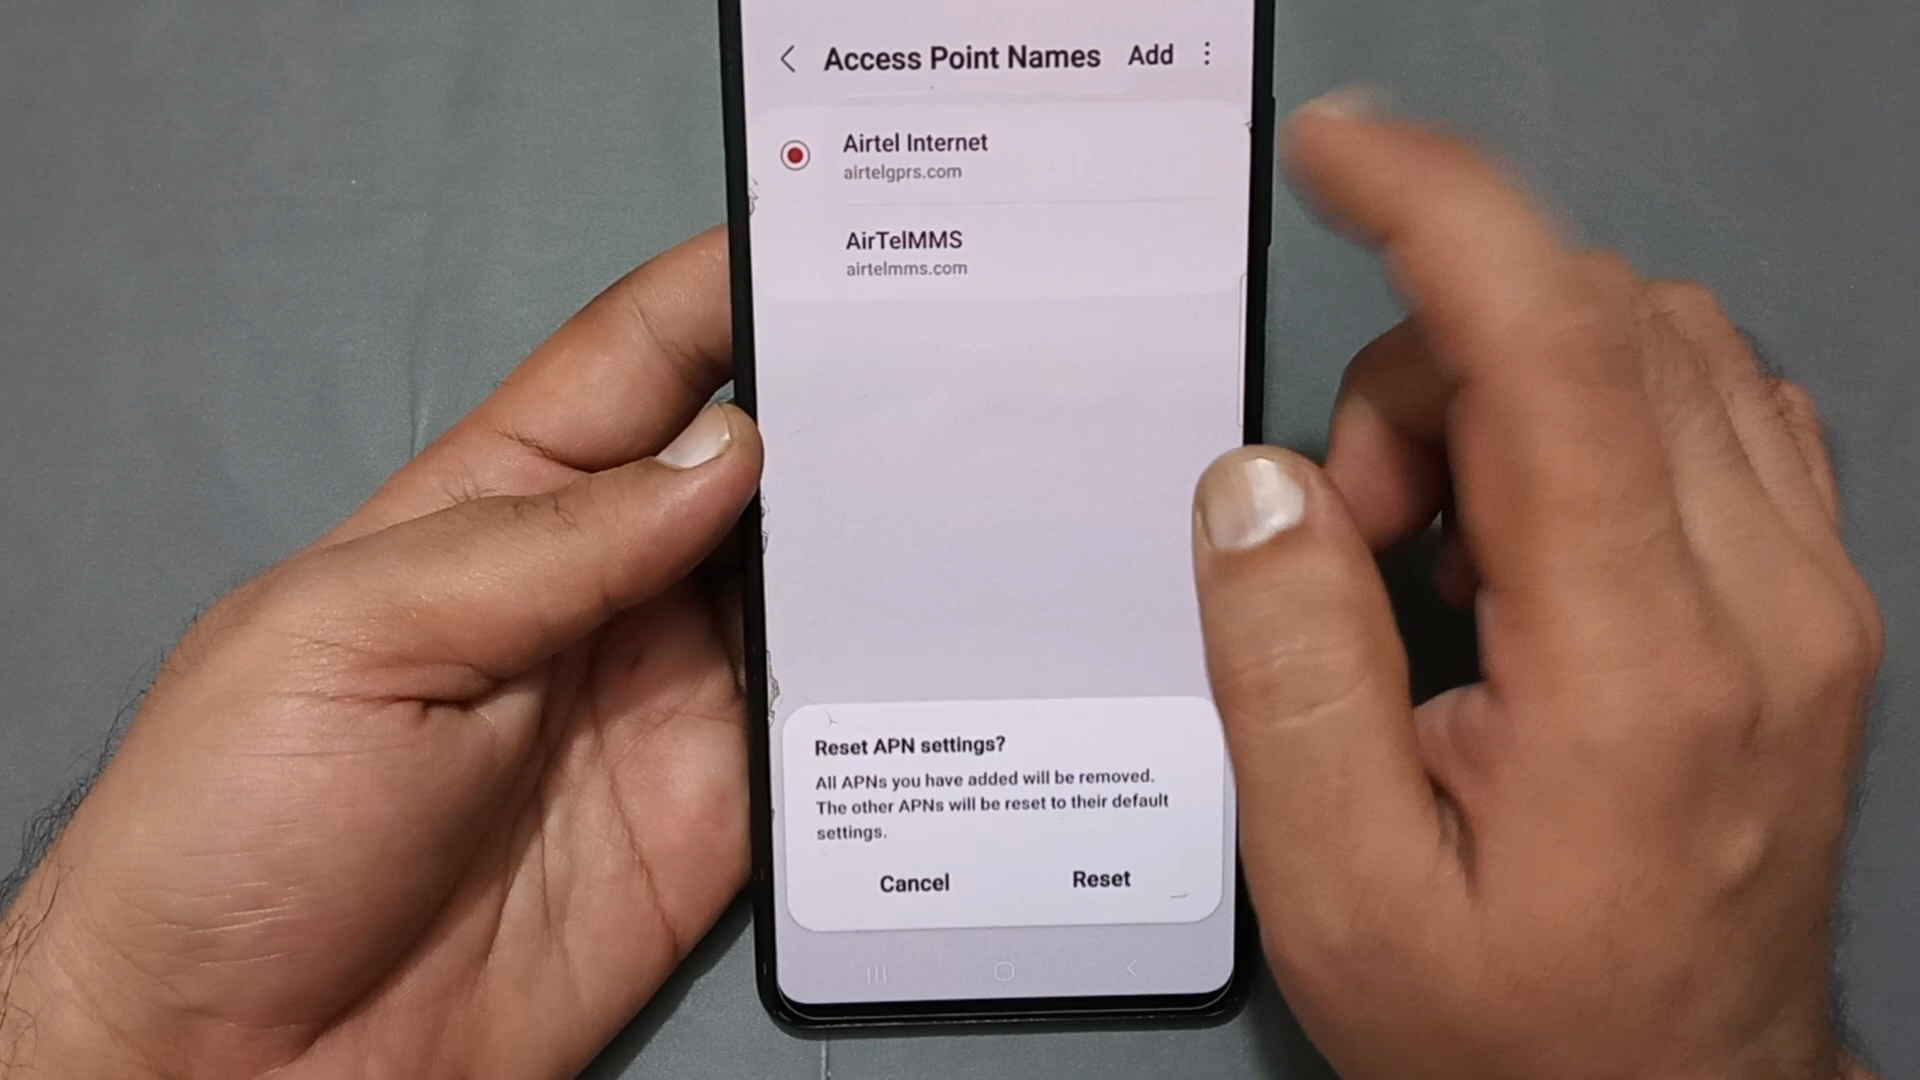 Access Point Names Add
Airtel Internet
airtelgprs.com
AirTelMMS
airtelmms.com
Reset APN settings?
All APNs you have added will be removed.
The other APNs will be reset to their default
settings.
Cancel Reset